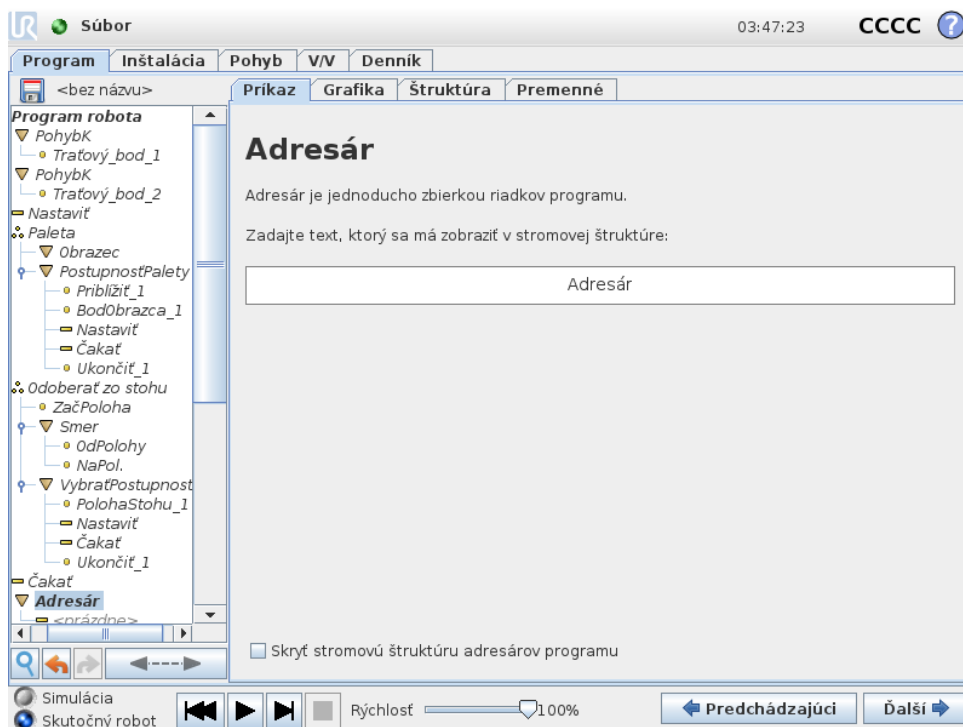 UR Súbor 03:47:23 CCCC ?
Program Inštalácia Pohyb V/V Denník
<bez názvu> Príkaz Grafika Štruktúra Premenné
Program robota
PohybK
Traťový_bod_1
PohybK
Traťový_bod_2
Nastaviť
Paleta
Obrazec
PostupnosťPalety
Priblížiť_1
BodObrazca_1
Nastaviť
Čakať
Ukončiť_1
Odoberať zo stohu
ZačPoloha
Smer
OdPolohy
NaPol.
VybraťPostupnosť
PolohaStohu_1
Nastaviť
Čakať
Ukončiť_1
Čakať
Adresár
<prázdne>
Adresár
Adresár je jednoducho zbierkou riadkov programu.
Zadajte text, ktorý sa má zobraziť v stromovej štruktúre:
Adresár
Skryť stromovú štruktúru adresárov programu
Simulácia
Skutočný robot
Rýchlosť 100%
Predchádzajúci Ďalší